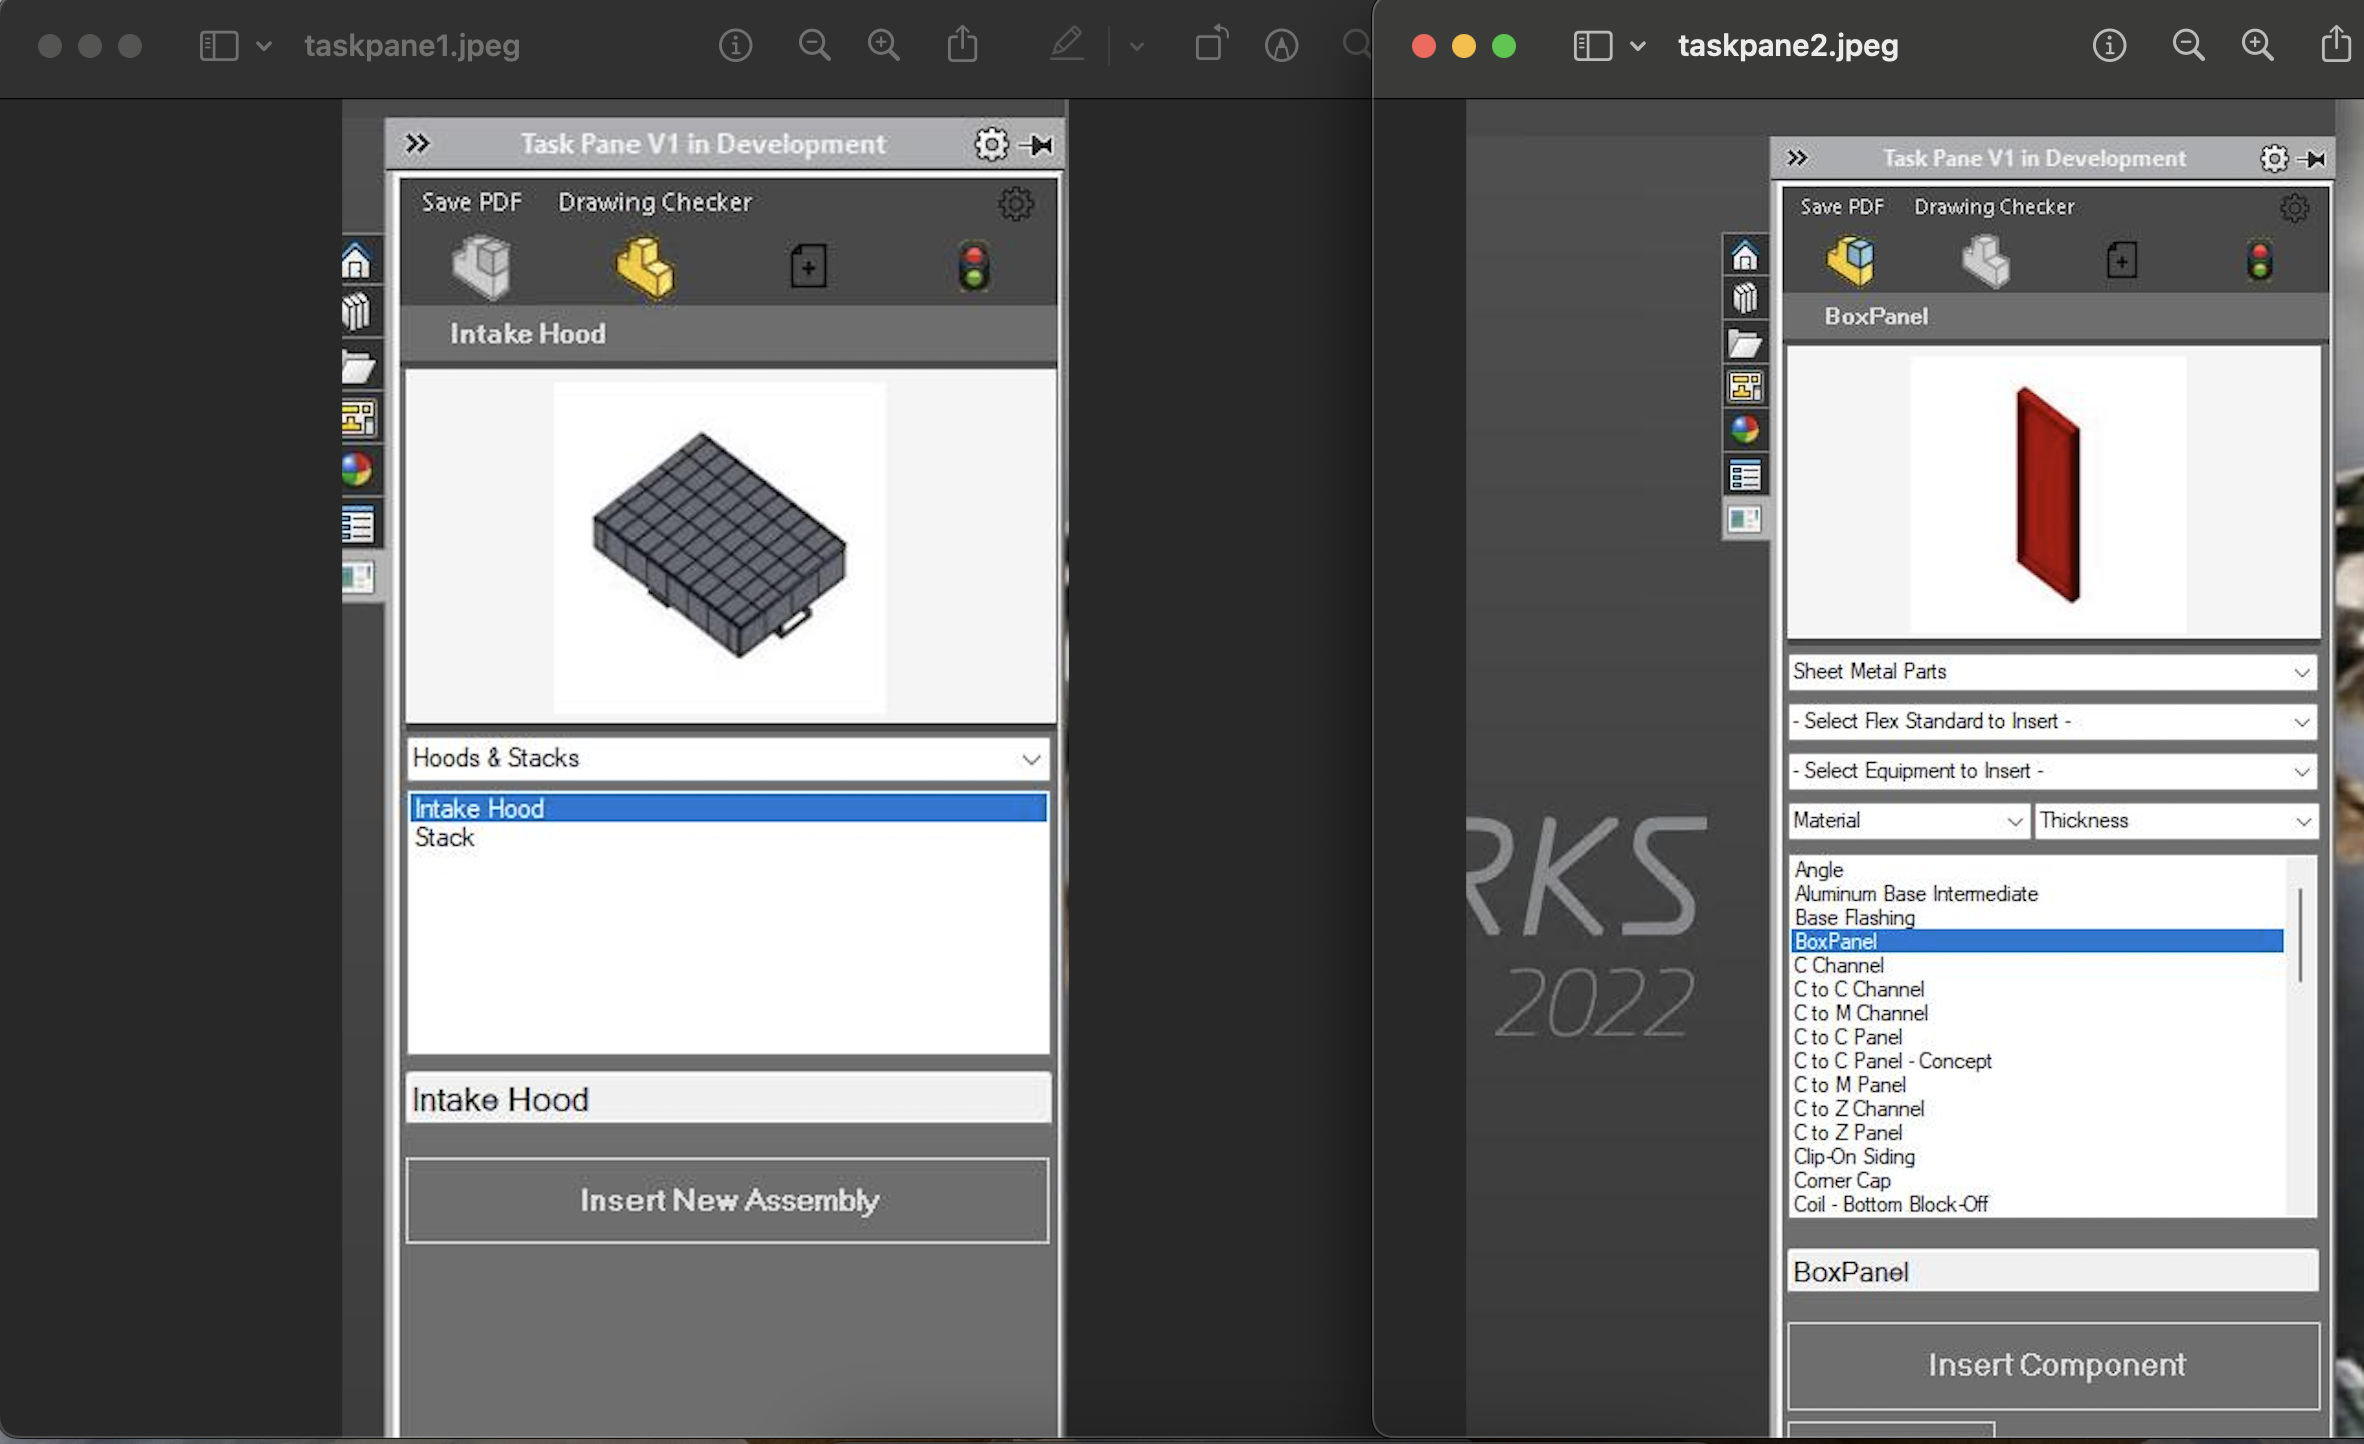 taskpane1.jpeg
Task Pane V1 in Development
Save PDF Drawing Checker
Intake Hood
Hoods & Stacks
Intake Hood
Stack
Intake Hood
Insert New Assembly
taskpane2.jpeg
RKS
2022
Task Pane V1 in Development
Save PDF Drawing Checker
BoxPanel
Sheet Metal Parts
- Select Flex Standard to Insert -
- Select Equipment to Insert -
Material Thickness
Angle
Aluminum Base Intermediate
Base Flashing
BoxPanel
C Channel
C to C Channel
C to M Channel
C to C Panel
C to C Panel - Concept
C to M Panel
C to Z Channel
C to Z Panel
Clip-On Siding
Corner Cap
Coil - Bottom Block-Off
BoxPanel
Insert Component